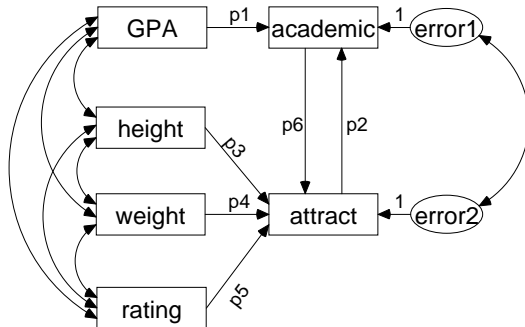 GPA p1 academic 1 error1
p6 p2
height p3
weight p4 attract 1 error2
rating p5